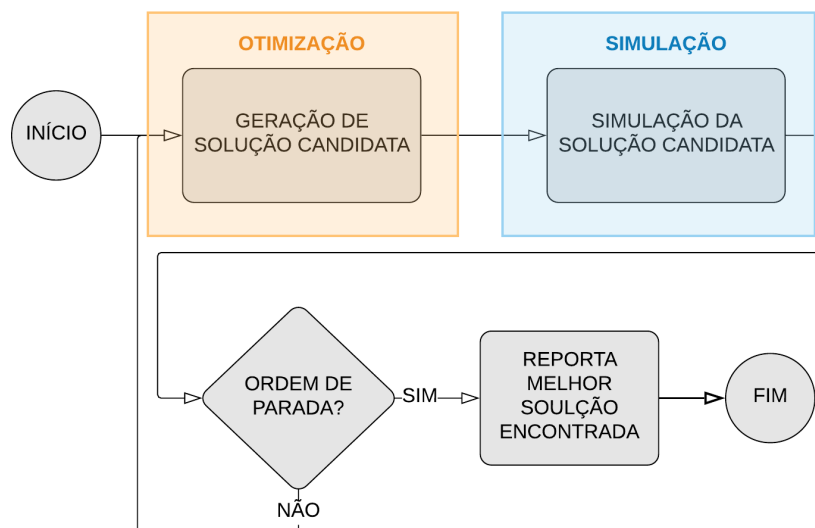 OTIMIZAÇÃO
SIMULAÇÃO
INÍCIO
GERAÇÃO DE
SOLUÇÃO CANDIDATA
SIMULAÇÃO DA
SOLUÇÃO CANDIDATA
ORDEM DE
PARADA?
SIM
REPORTA
MELHOR
SOULÇÃO
ENCONTRADA
FIM
NÃO